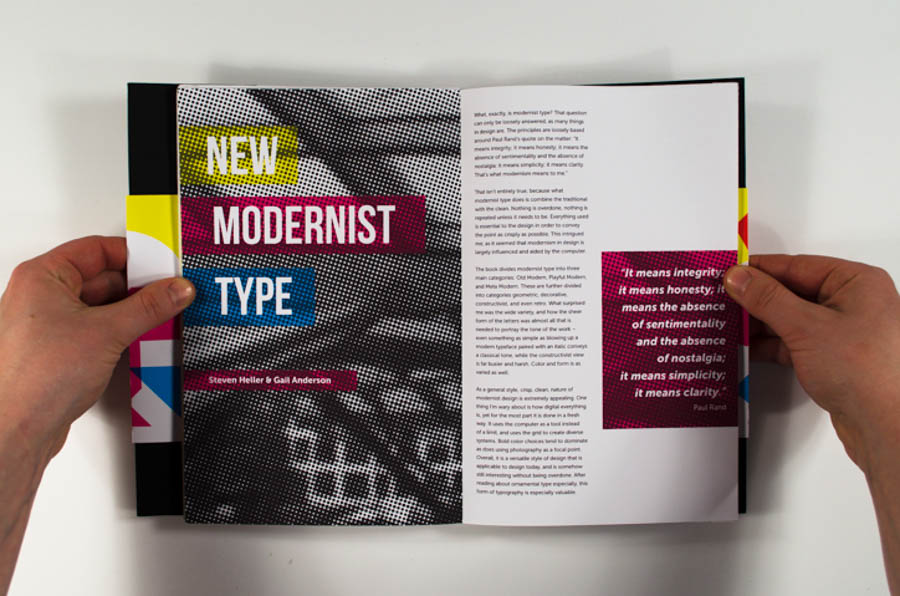 NEW
MODERNIST
TYPE
Steven Heller & Gail Anderson
What, exactly, is modernist type? That question
can only be loosely answered, as many things
in design are. The principles are loosely based
around Paul Rand's quote on the matter: "It
means integrity; it means honesty; it means the
absence of sentimentality and the absence of
nostalgia; it means simplicity; it means clarity.
That's what modernism means to me."
That isn't entirely true, because what
modernist type does is combine the traditional
with the clean. Nothing is overdone, nothing is
repeated unless it needs to be. Everything used
is essential to the design in order to convey
the point as crisply as possible. This intrigued
me, as it seemed that modernism in design is
largely influenced and aided by the computer.
The book divides modernist type into three
main categories: Old Modern, Playful Modern,
and Meta Modern. These are further divided
into categories geometric, decorative,
constructivist, and even retro. What surprised
me was the wide variety, and how the sheer
form of the letters was almost all that is
needed to portray the tone of the work –
even something as simple as blowing up a
modern typeface paired with an italic conveys
a classical tone, while the constructivist view
is far busier and harsh. Color and form is as
varied as well.
As a general style, crisp, clean, nature of
modernist design is extremely appealing. One
thing I'm wary about is how digital everything
is, yet for the most part it is done in a fresh
way. It uses the computer as a tool instead
of a limit, and uses the grid to create diverse
systems. Bold color choices tend to dominate
as does using photography as a focal point.
Overall, it is a versatile style of design that is
applicable to design today, and is somehow
still interesting without being overdone. After
reading about ornamental type especially, this
form of typography is especially valuable.
"It means integrity;
it means honesty; it
means the absence
of sentimentality
and the absence
of nostalgia;
it means simplicity;
it means clarity."
Paul Rand